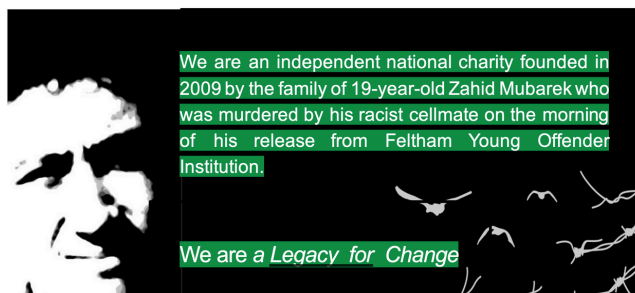 We are an independent national charity founded in
2009 by the family of 19-year-old Zahid Mubarek who
was murdered by his racist cellmate on the morning
of his release from Feltham Young Offender
Institution.
We are a Legacy for Change